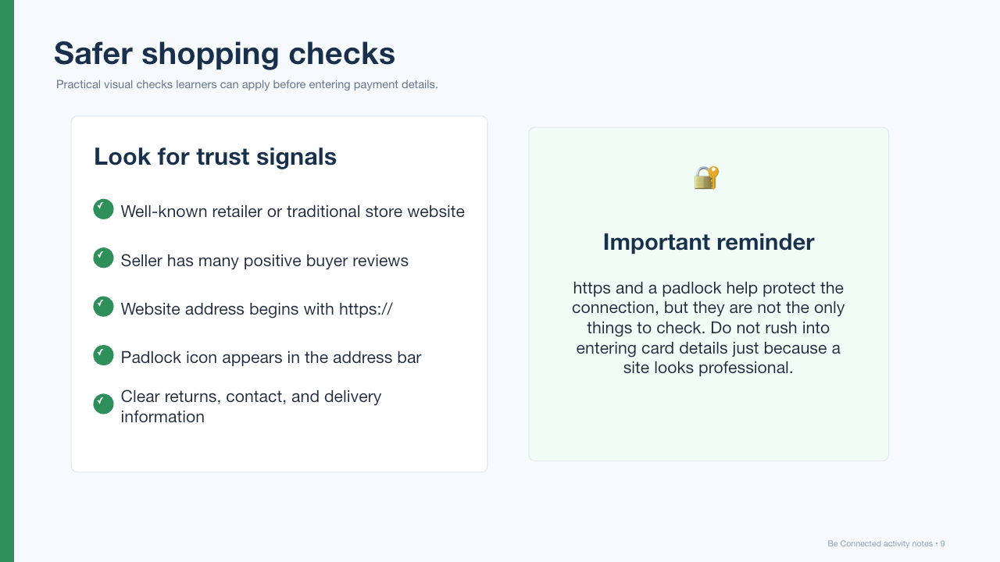 Safer shopping checks
Practical visual checks learners can apply before entering payment details.
Look for trust signals
Well-known retailer or traditional store website
Seller has many positive buyer reviews
Website address begins with https://
Padlock icon appears in the address bar
Clear returns, contact, and delivery
information
Important reminder
https and a padlock help protect the
connection, but they are not the only
things to check. Do not rush into
entering card details just because a
site looks professional.
Be Connected activity notes • 9